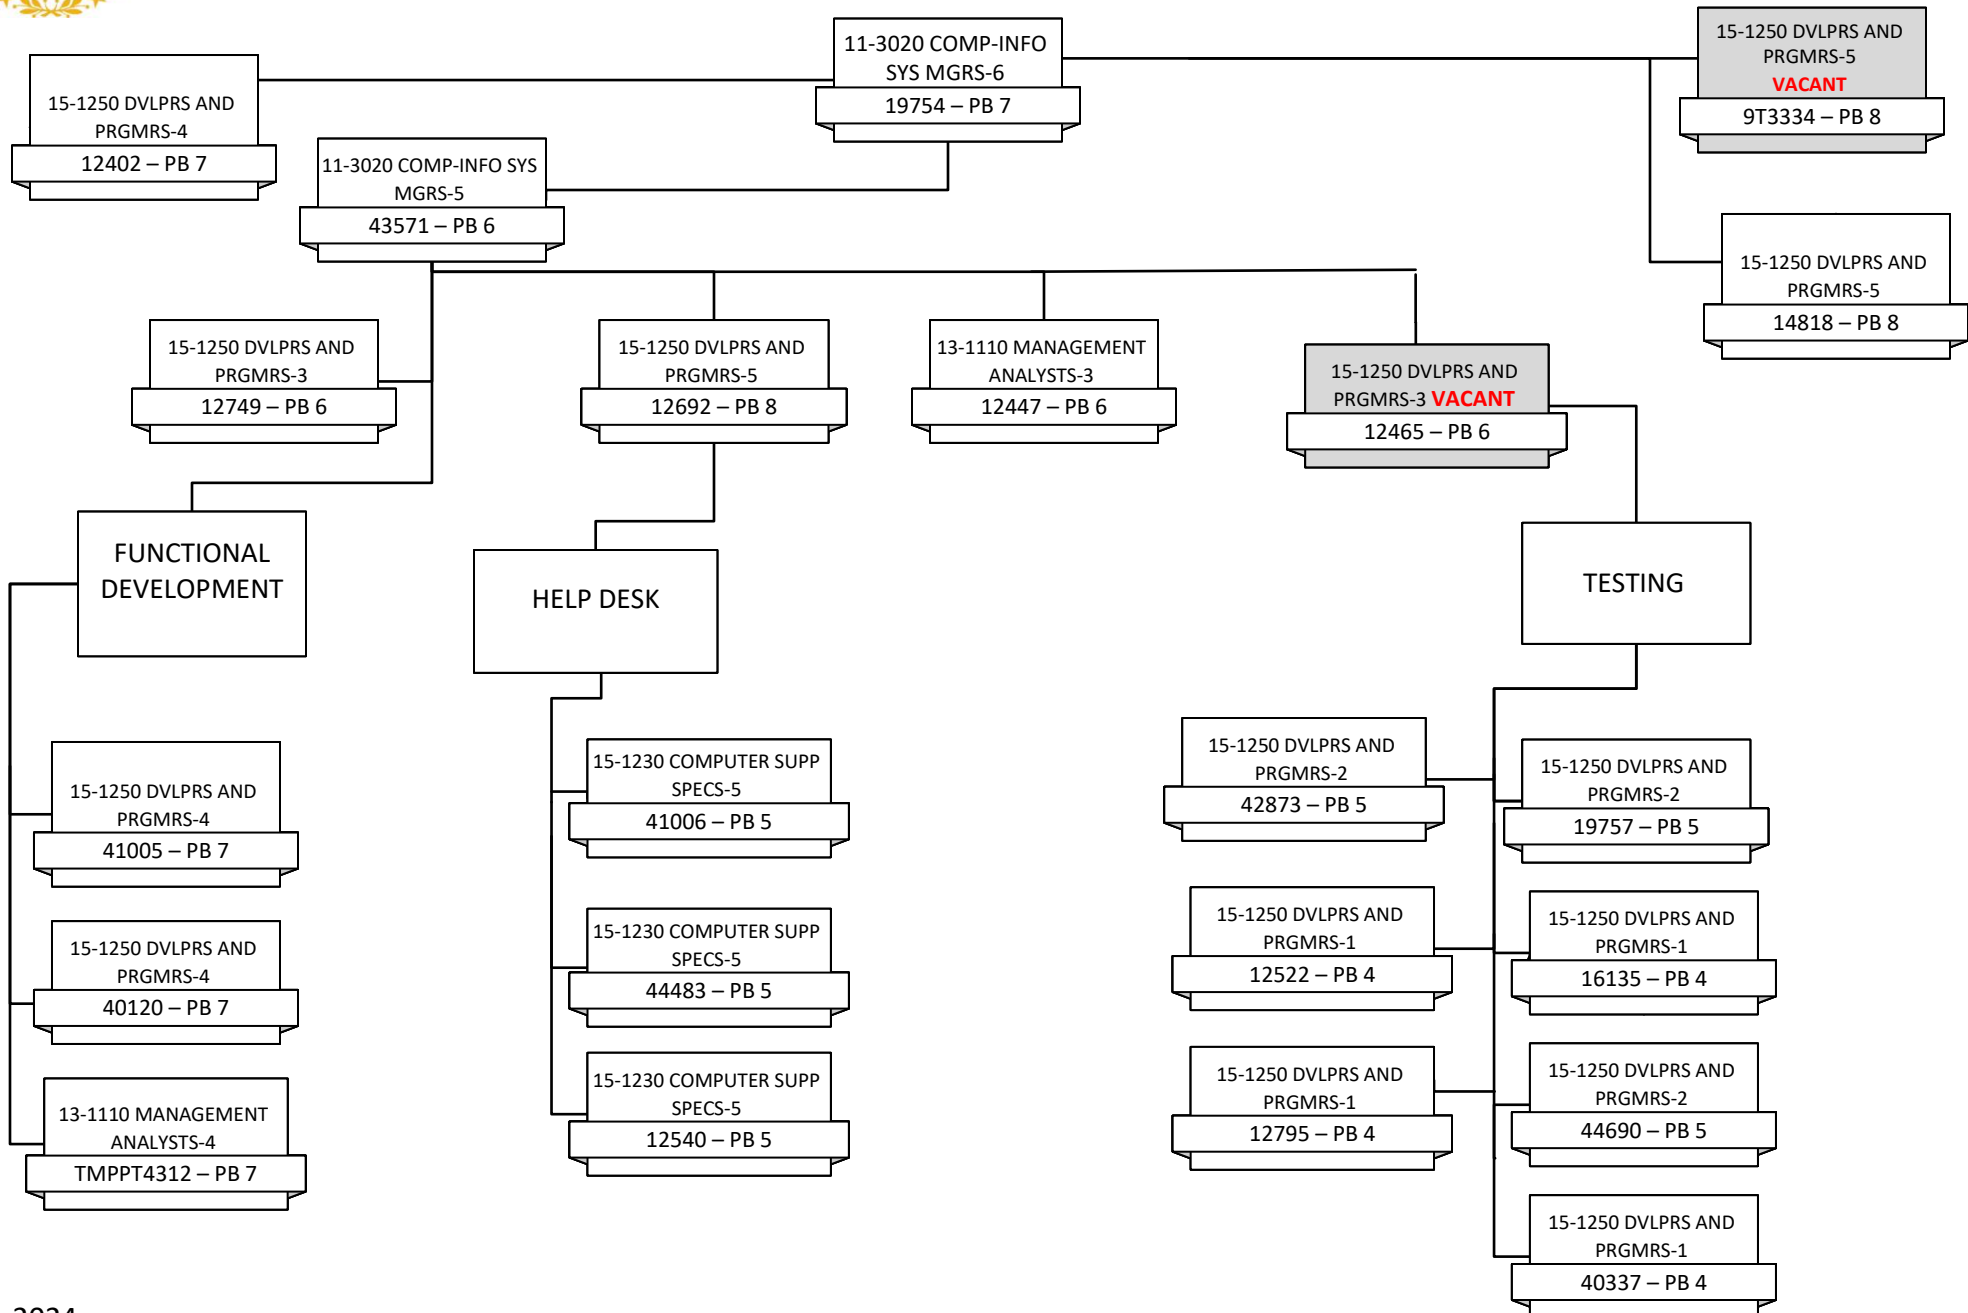 11-3020 COMP-INFO
SYS MGRS-6
19754 – PB 7
15-1250 DVLPRS AND
PRGMRS-5
VACANT
9T3334 – PB 8
15-1250 DVLPRS AND
PRGMRS-4
12402 – PB 7
11-3020 COMP-INFO SYS
MGRS-5
43571 – PB 6
15-1250 DVLPRS AND
PRGMRS-5
14818 – PB 8
15-1250 DVLPRS AND
PRGMRS-3
12749 – PB 6
15-1250 DVLPRS AND
PRGMRS-5
12692 – PB 8
13-1110 MANAGEMENT
ANALYSTS-3
12447 – PB 6
15-1250 DVLPRS AND
PRGMRS-3 VACANT
12465 – PB 6
FUNCTIONAL
DEVELOPMENT
HELP DESK
TESTING
15-1250 DVLPRS AND
PRGMRS-4
41005 – PB 7
15-1250 DVLPRS AND
PRGMRS-4
40120 – PB 7
13-1110 MANAGEMENT
ANALYSTS-4
TMPPT4312 – PB 7
15-1230 COMPUTER SUPP
SPECS-5
41006 – PB 5
15-1230 COMPUTER SUPP
SPECS-5
44483 – PB 5
15-1230 COMPUTER SUPP
SPECS-5
12540 – PB 5
15-1250 DVLPRS AND
PRGMRS-2
42873 – PB 5
15-1250 DVLPRS AND
PRGMRS-2
19757 – PB 5
15-1250 DVLPRS AND
PRGMRS-1
12522 – PB 4
15-1250 DVLPRS AND
PRGMRS-1
16135 – PB 4
15-1250 DVLPRS AND
PRGMRS-1
12795 – PB 4
15-1250 DVLPRS AND
PRGMRS-2
44690 – PB 5
15-1250 DVLPRS AND
PRGMRS-1
40337 – PB 4